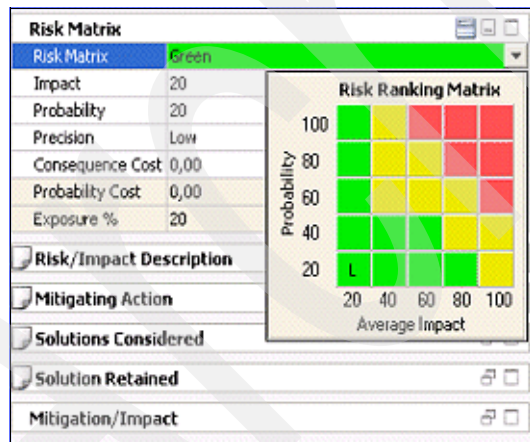 Risk Matrix
Risk Matrix Green
Impact 20
Probability 20
Precision Low
Consequence Cost 0,00
Probability Cost 0,00
Exposure % 20
Risk/Impact Description
Mitigating Action
Solutions Considered
Solution Retained
Mitigation/Impact
Risk Ranking Matrix
Probability
100
80
60
40
20 L
20 40 60 80 100
Average Impact